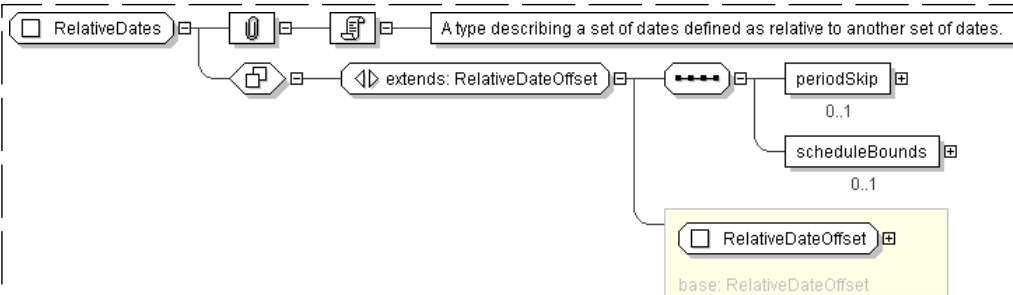 RelativeDates
A type describing a set of dates defined as relative to another set of dates.
extends: RelativeDateOffset
periodSkip
0..1
scheduleBounds
0..1
RelativeDateOffset
base: RelativeDateOffset